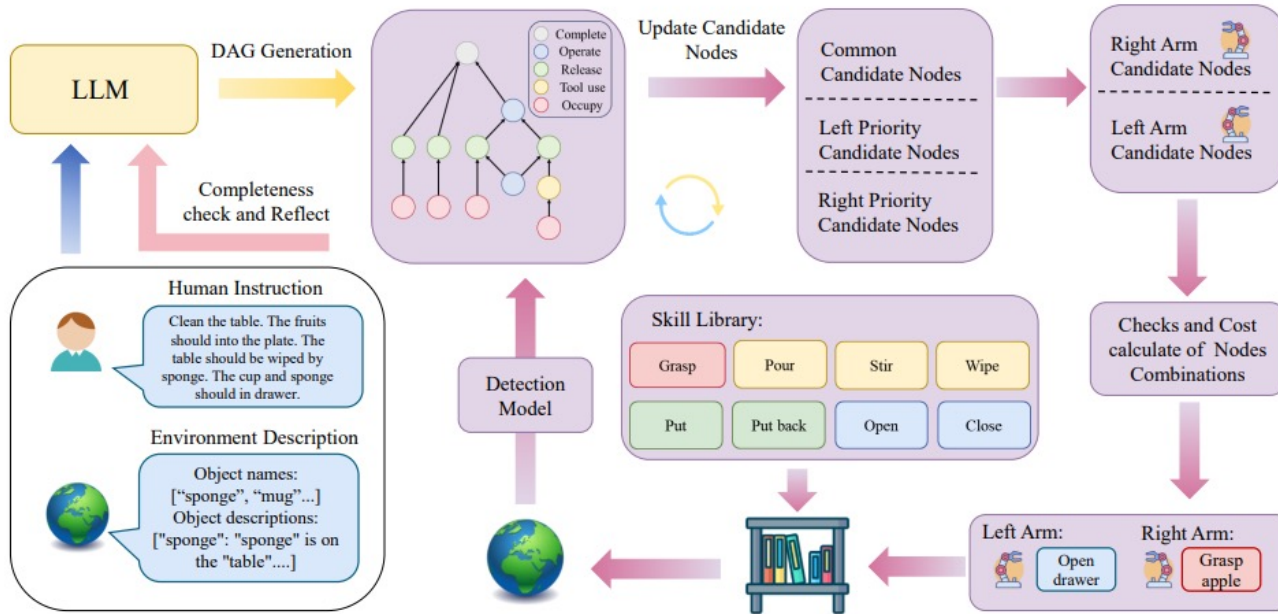 LLM
DAG Generation
Complete
Operate
Release
Tool use
Occupy
Update Candidate
Nodes
Common
Candidate Nodes
Left Priority
Candidate Nodes
Right Priority
Candidate Nodes
Right Arm
Candidate Nodes
Left Arm
Candidate Nodes
Completeness
check and Reflect
Human Instruction
Clean the table. The fruits
should into the plate. The
table should be wiped by
sponge. The cup and sponge
should in drawer.
Environment Description
Object names:
[“sponge”, “mug”...]
Object descriptions:
["sponge": "sponge" is on
the "table"....]
Detection
Model
Skill Library:
Grasp
Pour
Stir
Wipe
Put
Put back
Open
Close
Checks and Cost
calculate of Nodes
Combinations
Left Arm:
Open
drawer
Right Arm:
Grasp
apple